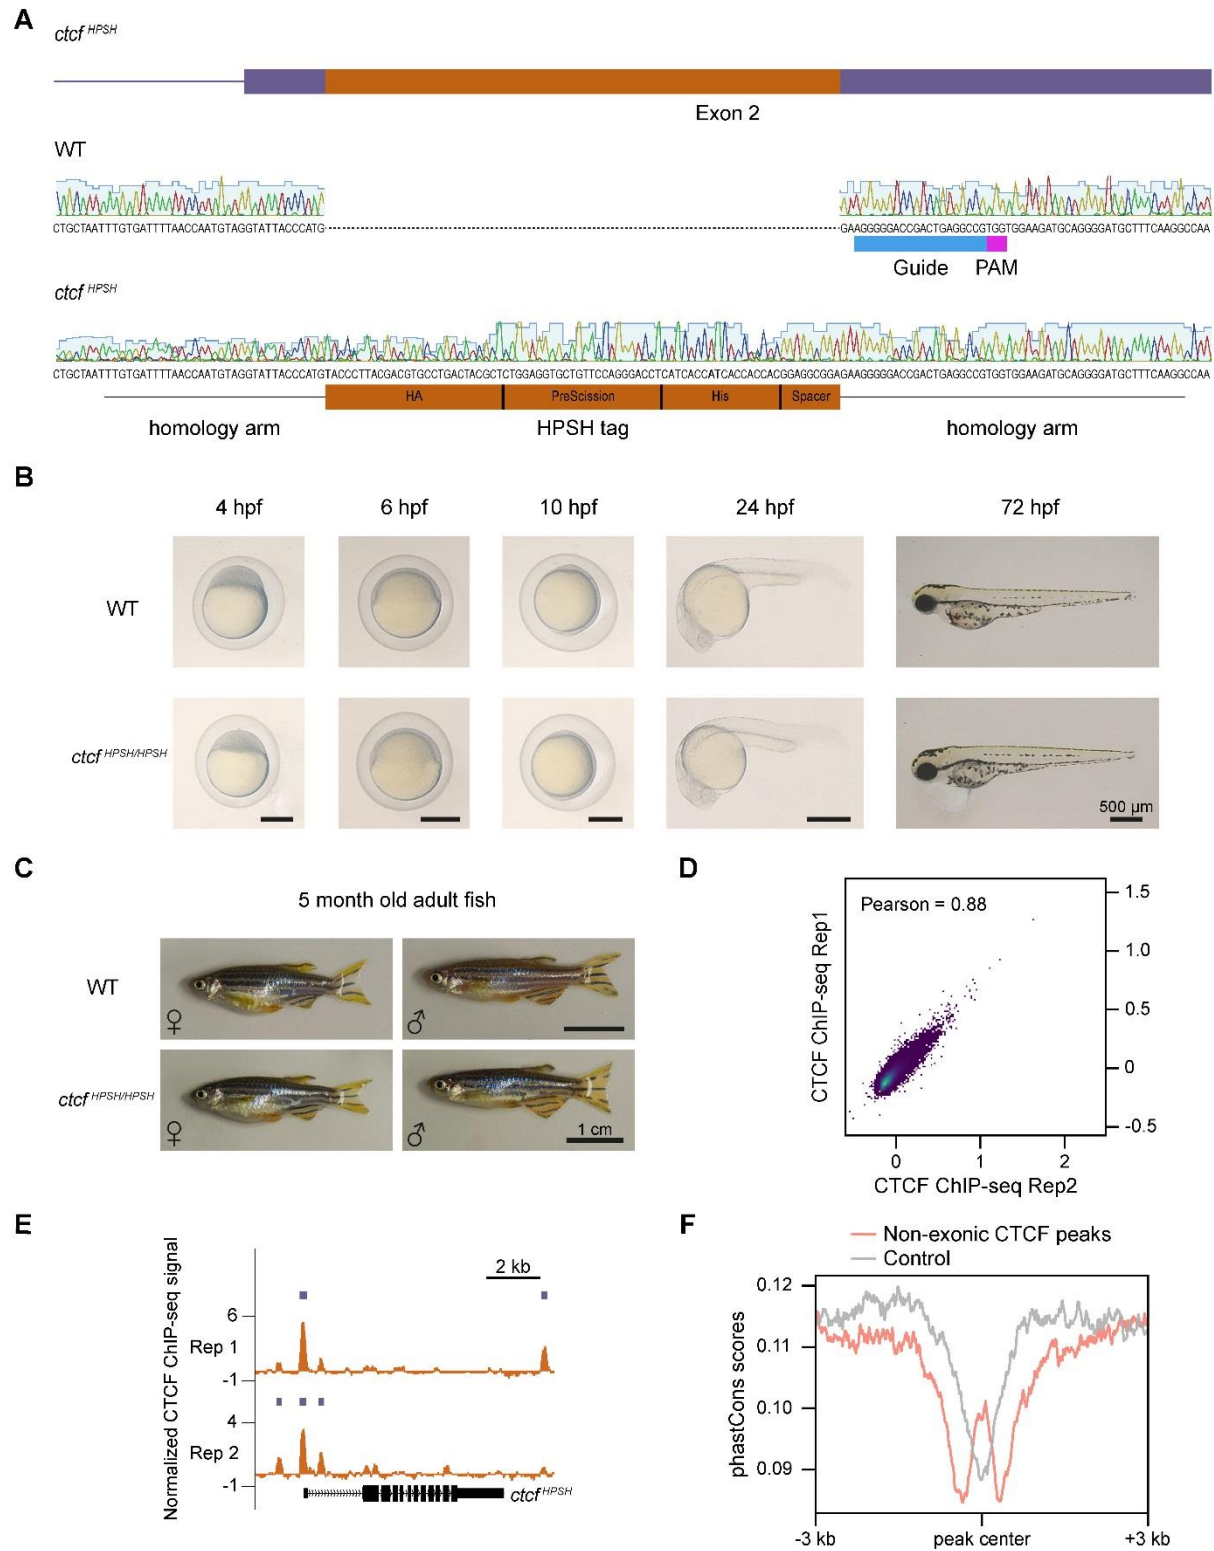 A
ctcf HPSH
Exon 2
WT
CTGCTAATTTGTGATTTTAACCAATGTAGGTATTACCCATG
GAAGGGGGACCGACTGAGGCCGTGGTGGAAGATGCAGGGGATGCTTTCAAGGCCAA
Guide PAM
ctcf HPSH
CTGCTAATTTGTGATTTTAACCAATGTAGGTATTACCCATGTACCCTTACGACGTGCCTGACTACGCTCTGGAGGTGCTGTTCCAGGGACCTCATCACCATCACCACCACGGAGGCGGAGAAGGGGGACCGACTGAGGCCGTGGTGGAAGATGCAGGGGATGCTTTCAAGGCCAA
HA PreScission His Spacer
homology arm HPSH tag homology arm
B
4 hpf 6 hpf 10 hpf 24 hpf 72 hpf
WT
ctcf HPSH/HPSH
500 µm
C
5 month old adult fish
WT
♀ ♂
ctcf HPSH/HPSH
♀ ♂ 1 cm
D
Pearson = 0.88
CTCF ChIP-seq Rep1
1.5
1.0
0.5
0
-0.5
0 1 2
CTCF ChIP-seq Rep2
E
Normalized CTCF ChIP-seq signal
2 kb
6
Rep 1
-1
4
Rep 2
-1
ctcf HPSH
F
Non-exonic CTCF peaks
Control
phastCons scores
0.12
0.11
0.10
0.09
-3 kb peak center +3 kb